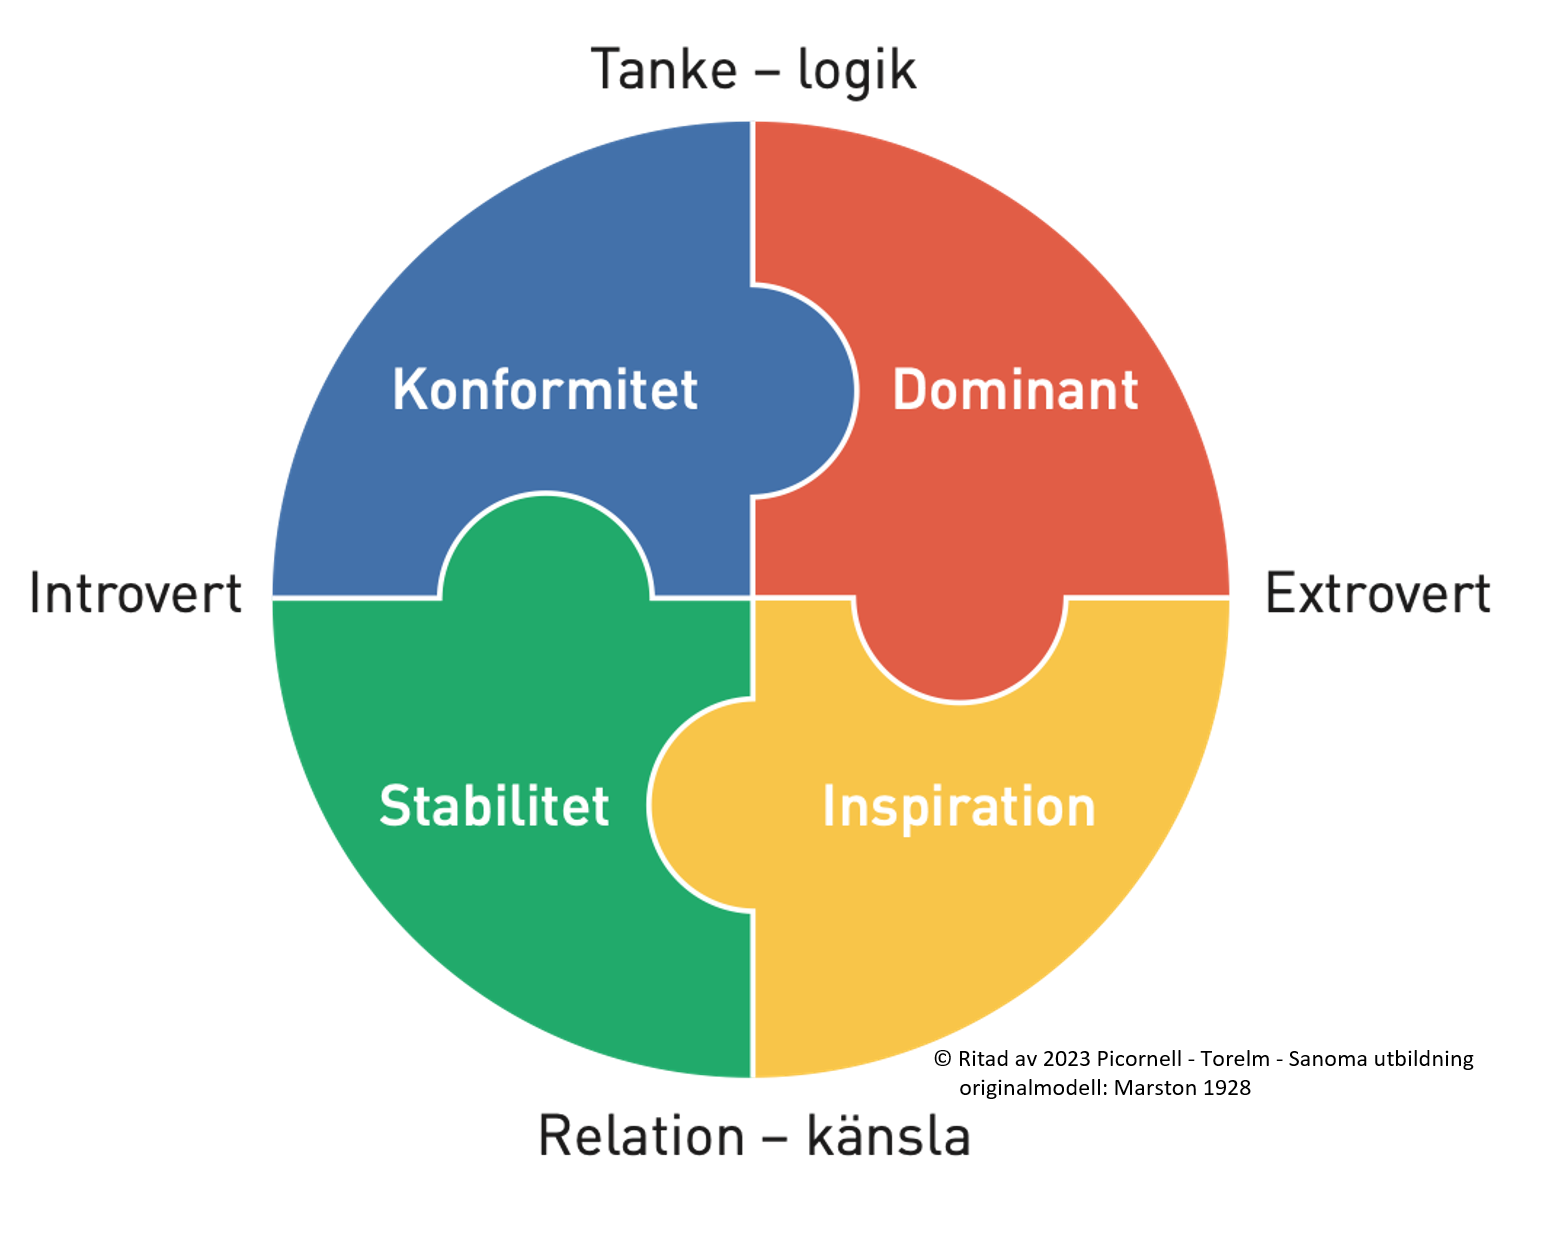 Tanke – logik
Konformitet
Dominant
Introvert
Extrovert
Stabilitet
Inspiration
© Ritad av 2023 Picornell - Torelm - Sanoma utbildning
originalmodell: Marston 1928
Relation – känsla